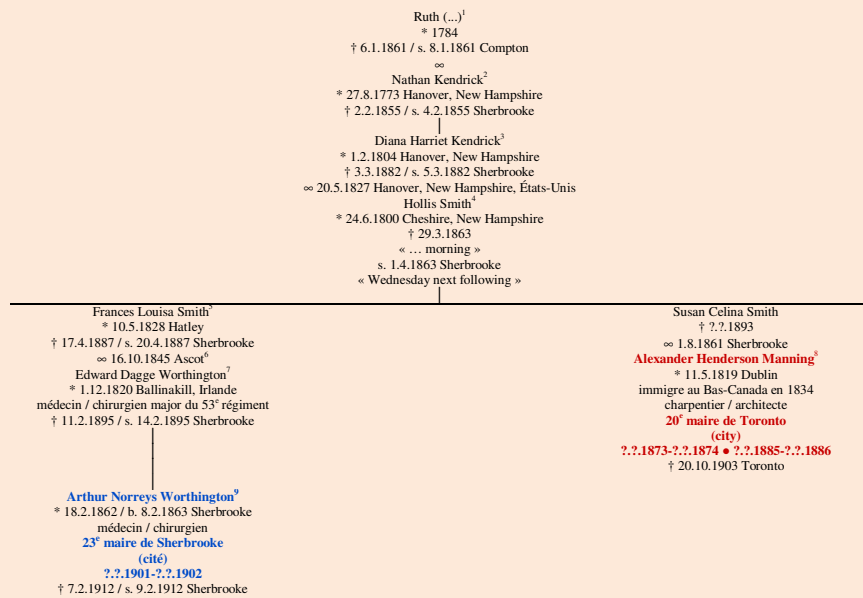 Ruth (...)¹
* 1784
† 6.1.1861 / s. 8.1.1861 Compton
∞
Nathan Kendrick²
* 27.8.1773 Hanover, New Hampshire
† 2.2.1855 / s. 4.2.1855 Sherbrooke
Diana Harriet Kendrick³
* 1.2.1804 Hanover, New Hampshire
† 3.3.1882 / s. 5.3.1882 Sherbrooke
∞ 20.5.1827 Hanover, New Hampshire, États-Unis
Hollis Smith⁴
* 24.6.1800 Cheshire, New Hampshire
† 29.3.1863
« … morning »
s. 1.4.1863 Sherbrooke
« Wednesday next following »
Frances Louisa Smith⁵
* 10.5.1828 Hatley
† 17.4.1887 / s. 20.4.1887 Sherbrooke
∞ 16.10.1845 Ascot⁶
Edward Dagge Worthington⁷
* 1.12.1820 Ballinakill, Irlande
médecin / chirurgien major du 53ᵉ régiment
† 11.2.1895 / s. 14.2.1895 Sherbrooke
Arthur Norreys Worthington⁹
* 18.2.1862 / b. 8.2.1863 Sherbrooke
médecin / chirurgien
23ᵉ maire de Sherbrooke
(cité)
?.?.1901-?.?.1902
† 7.2.1912 / s. 9.2.1912 Sherbrooke
Susan Celina Smith
† ?.?.1893
∞ 1.8.1861 Sherbrooke
Alexander Henderson Manning⁸
* 11.5.1819 Dublin
immigre au Bas-Canada en 1834
charpentier / architecte
20ᵉ maire de Toronto
(city)
?.?.1873-?.?.1874 ● ?.?.1885-?.?.1886
† 20.10.1903 Toronto